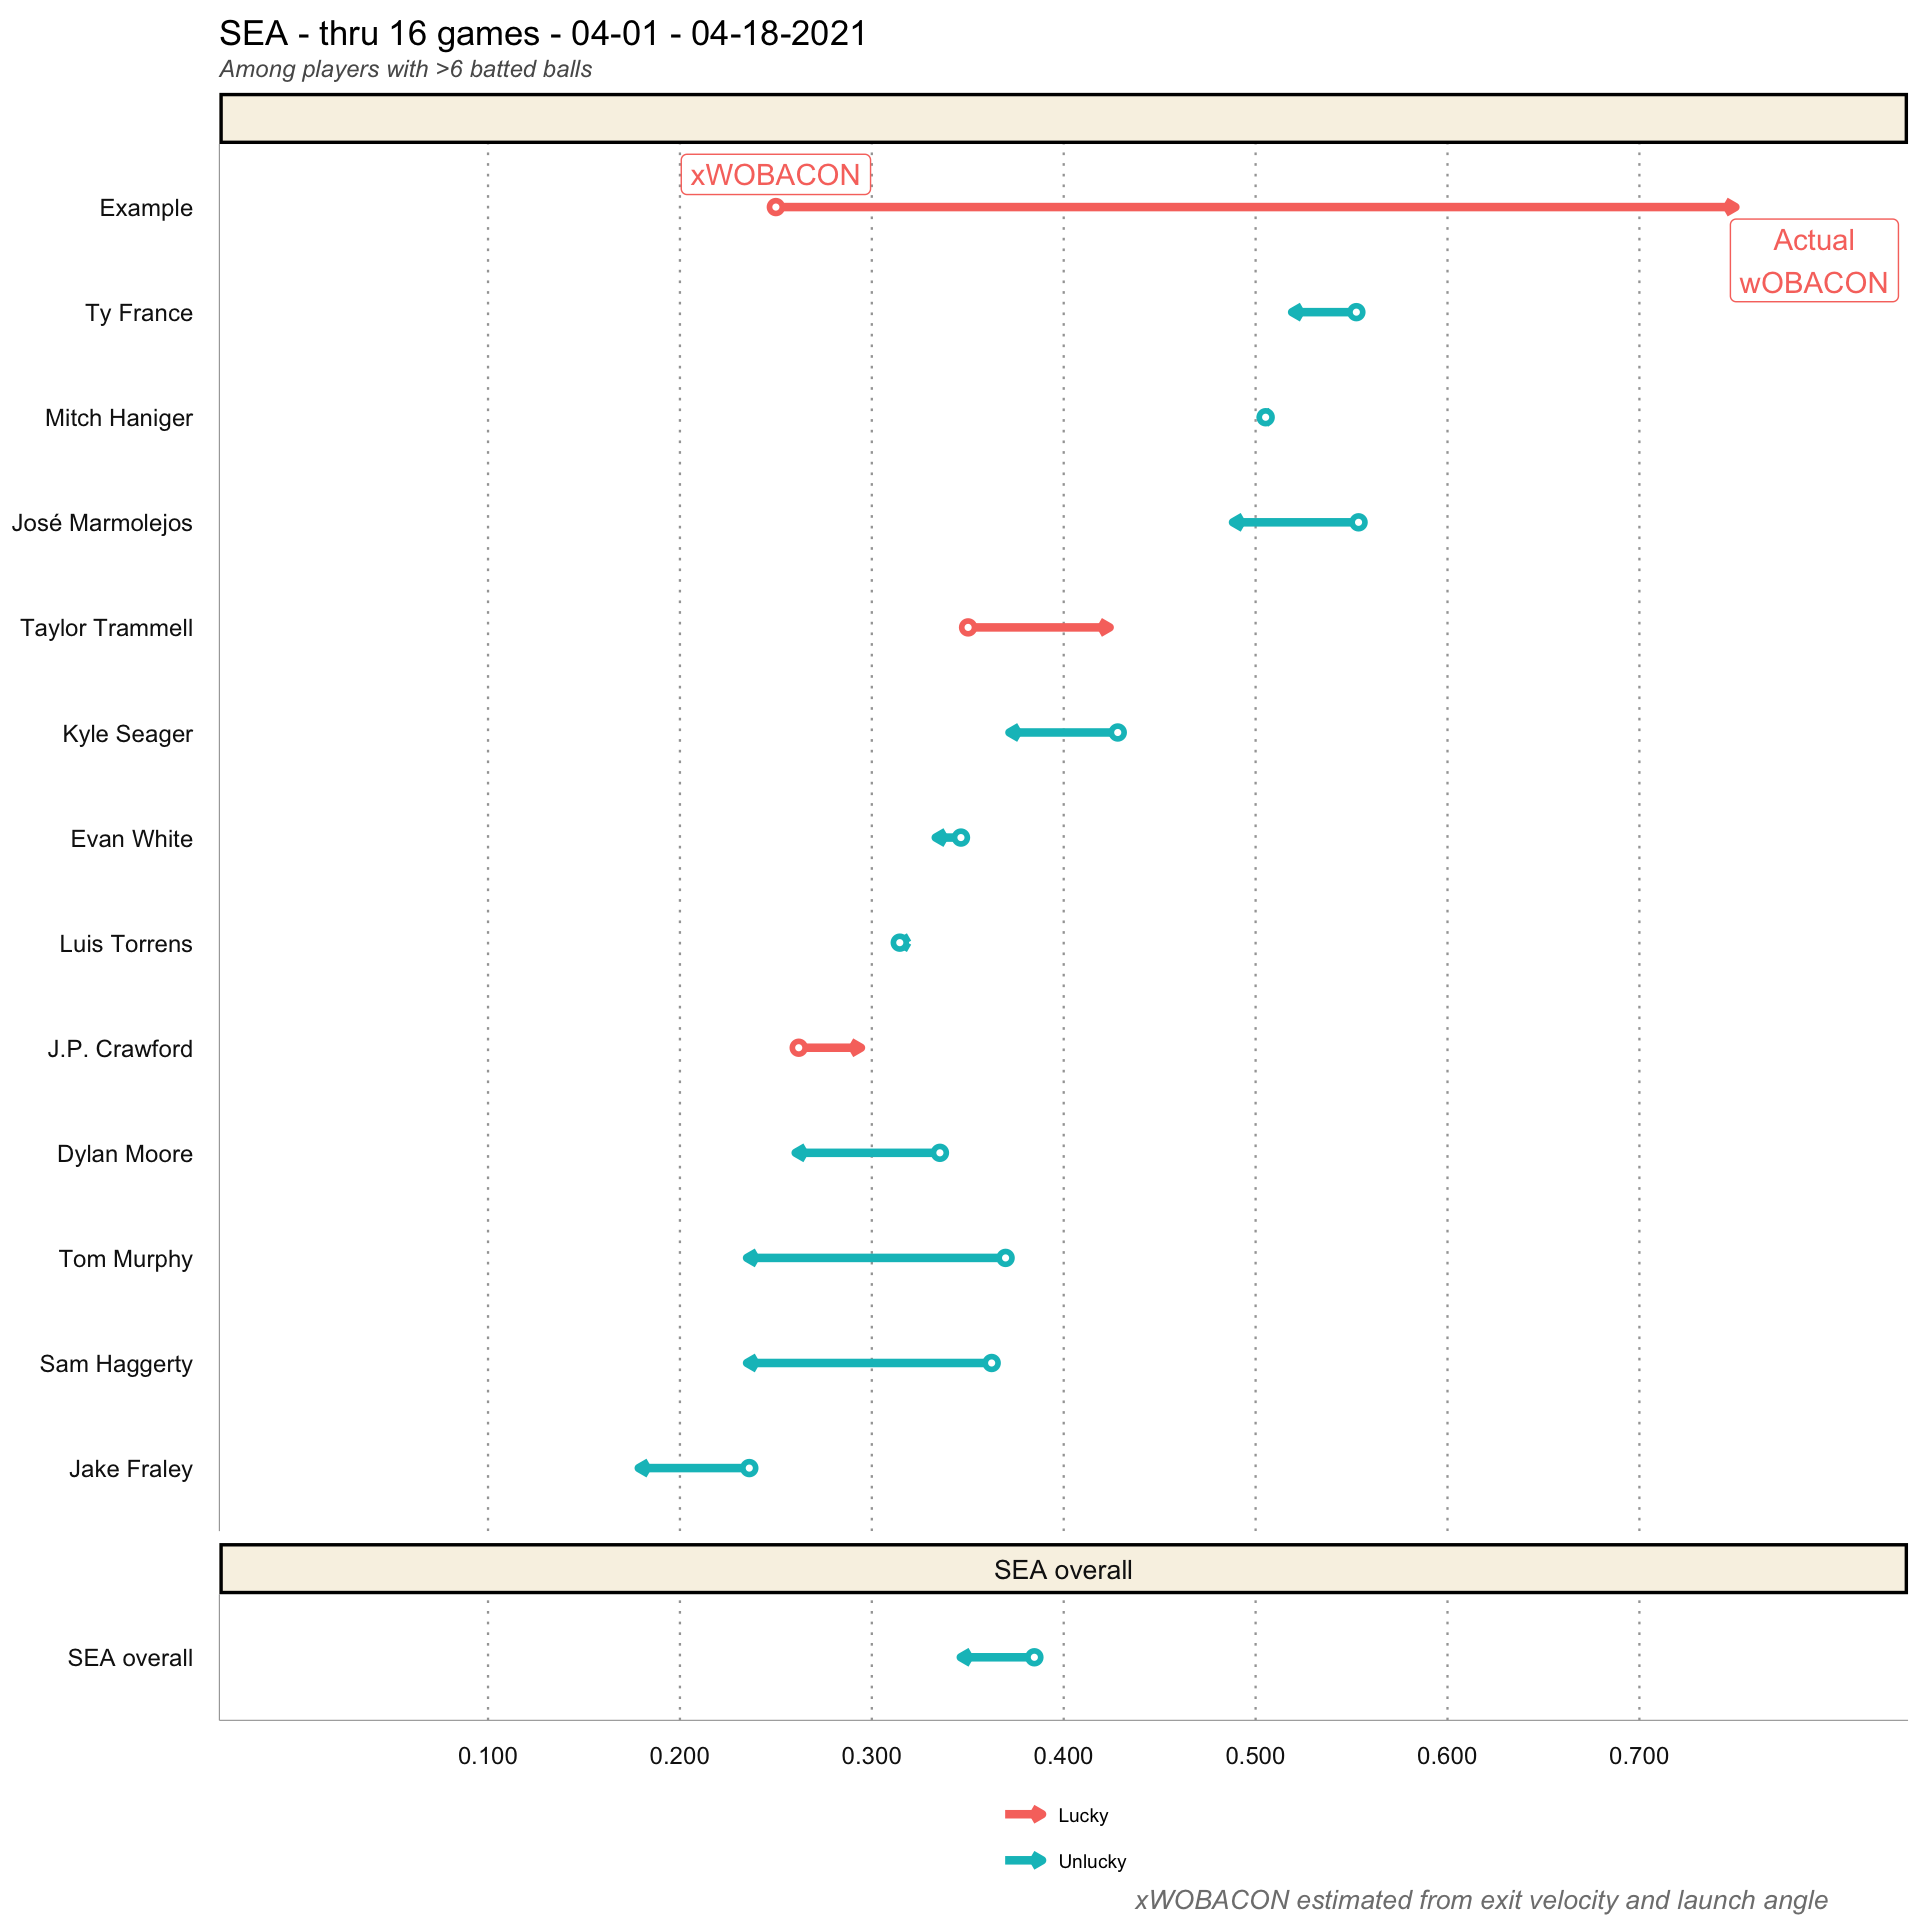 SEA - thru 16 games - 04-01 - 04-18-2021
Among players with >6 batted balls
xWOBACON
Example
Actual
wOBACON
Ty France
Mitch Haniger
José Marmolejos
Taylor Trammell
Kyle Seager
Evan White
Luis Torrens
J.P. Crawford
Dylan Moore
Tom Murphy
Sam Haggerty
Jake Fraley
SEA overall
SEA overall
0.100 0.200 0.300 0.400 0.500 0.600 0.700
Lucky
Unlucky
xWOBACON estimated from exit velocity and launch angle